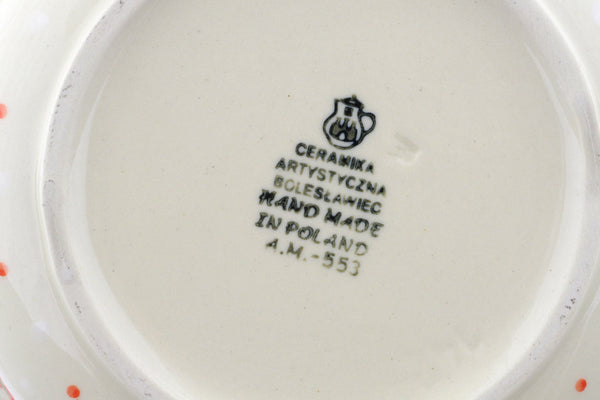 CERAMIKA
ARTYSTYCZNA
BOLESŁAWIEC
HAND MADE
IN POLAND
A.M.-553